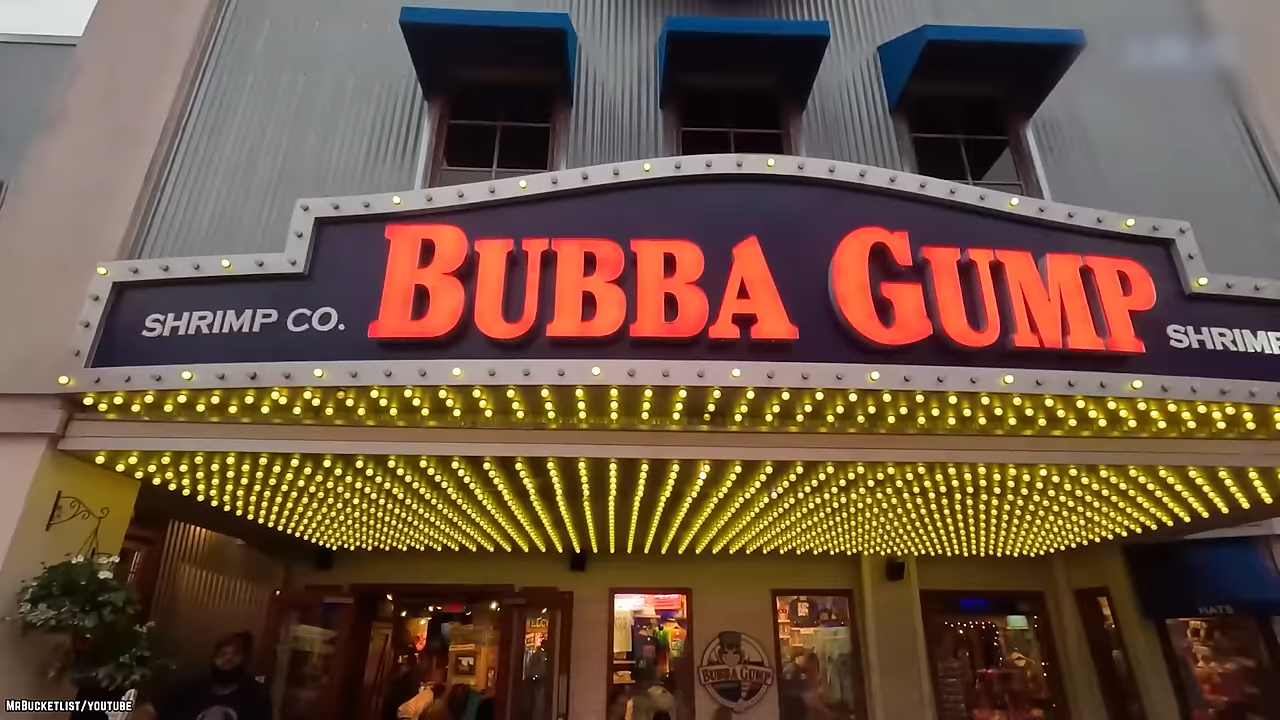 BUBBA GUMP
SHRIMP CO.
SHRIMP
BUBBA GUMP
HATS
MRBUCKETLIST/YOUTUBE